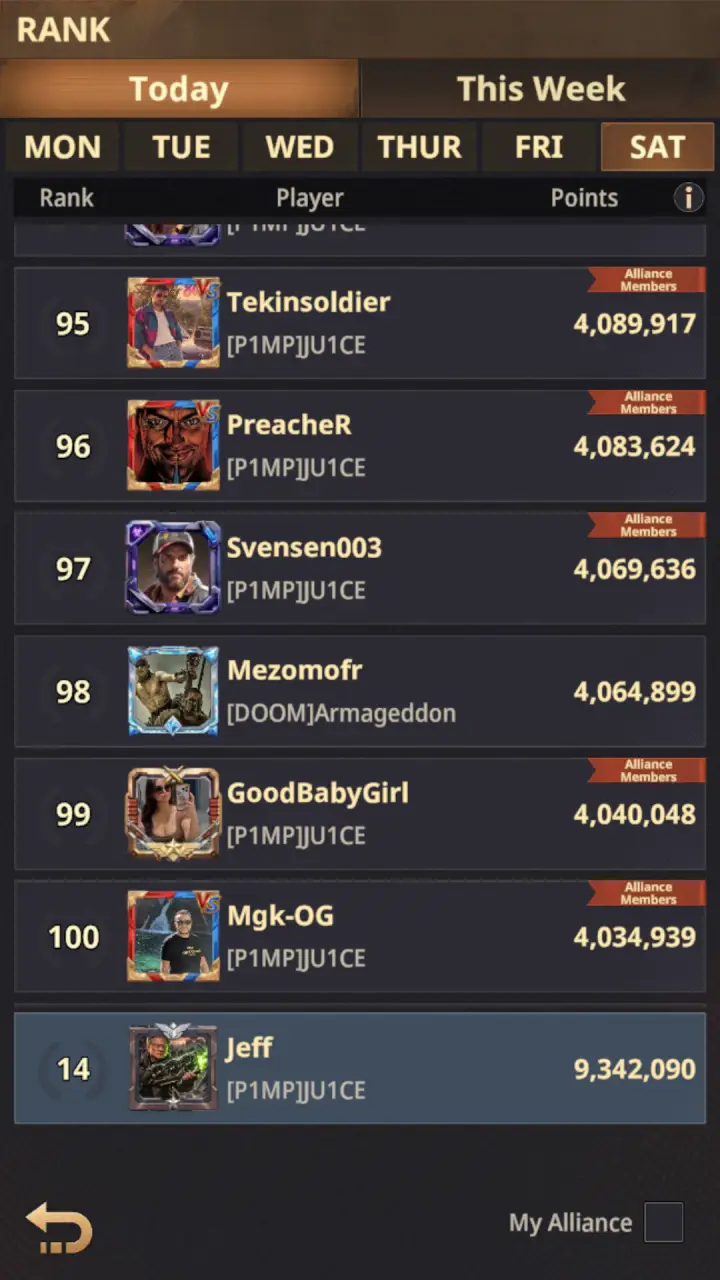 RANK
Today
This Week
MON TUE WED THUR FRI SAT
Rank Player Points i
[P1MP]JU1CE
Alliance Members
95 Tekinsoldier 4,089,917
[P1MP]JU1CE
Alliance Members
96 PreacheR 4,083,624
[P1MP]JU1CE
Alliance Members
97 Svensen003 4,069,636
[P1MP]JU1CE
98 Mezomofr 4,064,899
[DOOM]Armageddon
Alliance Members
99 GoodBabyGirl 4,040,048
[P1MP]JU1CE
Alliance Members
100 Mgk-OG 4,034,939
[P1MP]JU1CE
14 Jeff 9,342,090
[P1MP]JU1CE
My Alliance